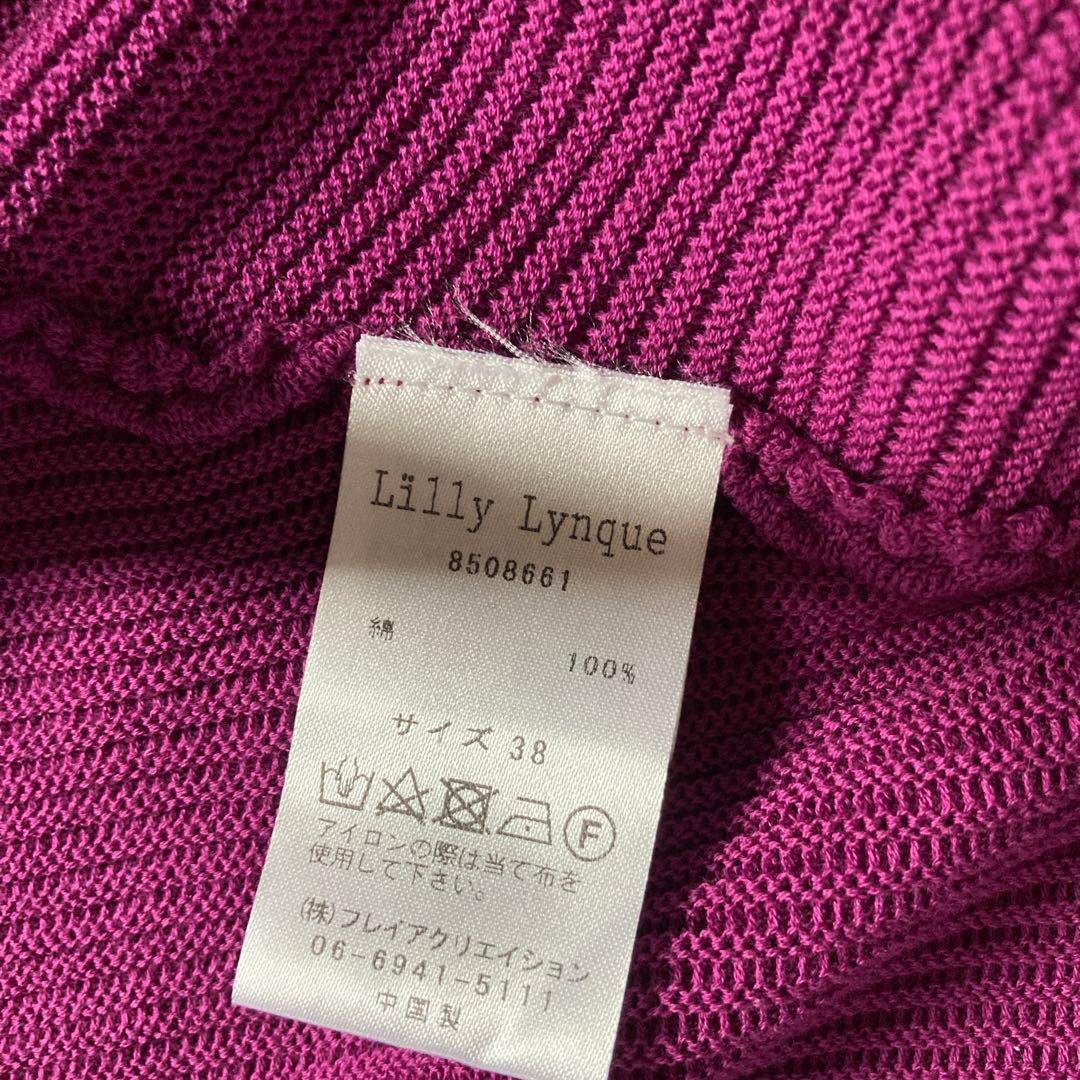 Lïlly Lynque
8508661
綿
100%
サイズ 38
F
アイロンの際は当て布を
使用して下さい。
(株)フレイアクリエイション
06-6941-5111
中国製